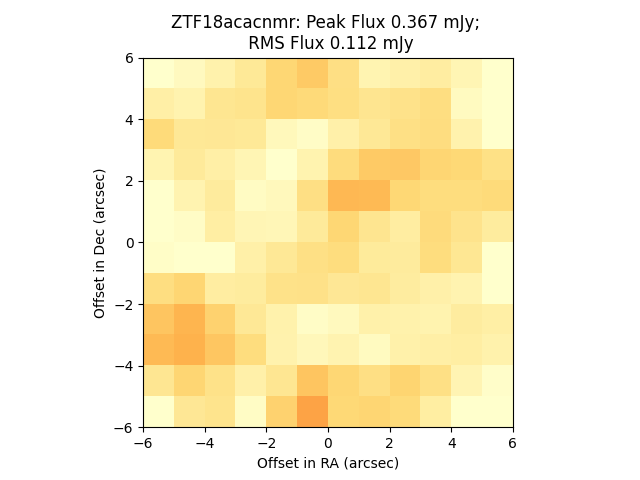 ZTF18acacnmr: Peak Flux 0.367 mJy;
RMS Flux 0.112 mJy
6
4
2
0
−2
−4
−6
Offset in Dec (arcsec)
−6 −4 −2 0 2 4 6
Offset in RA (arcsec)